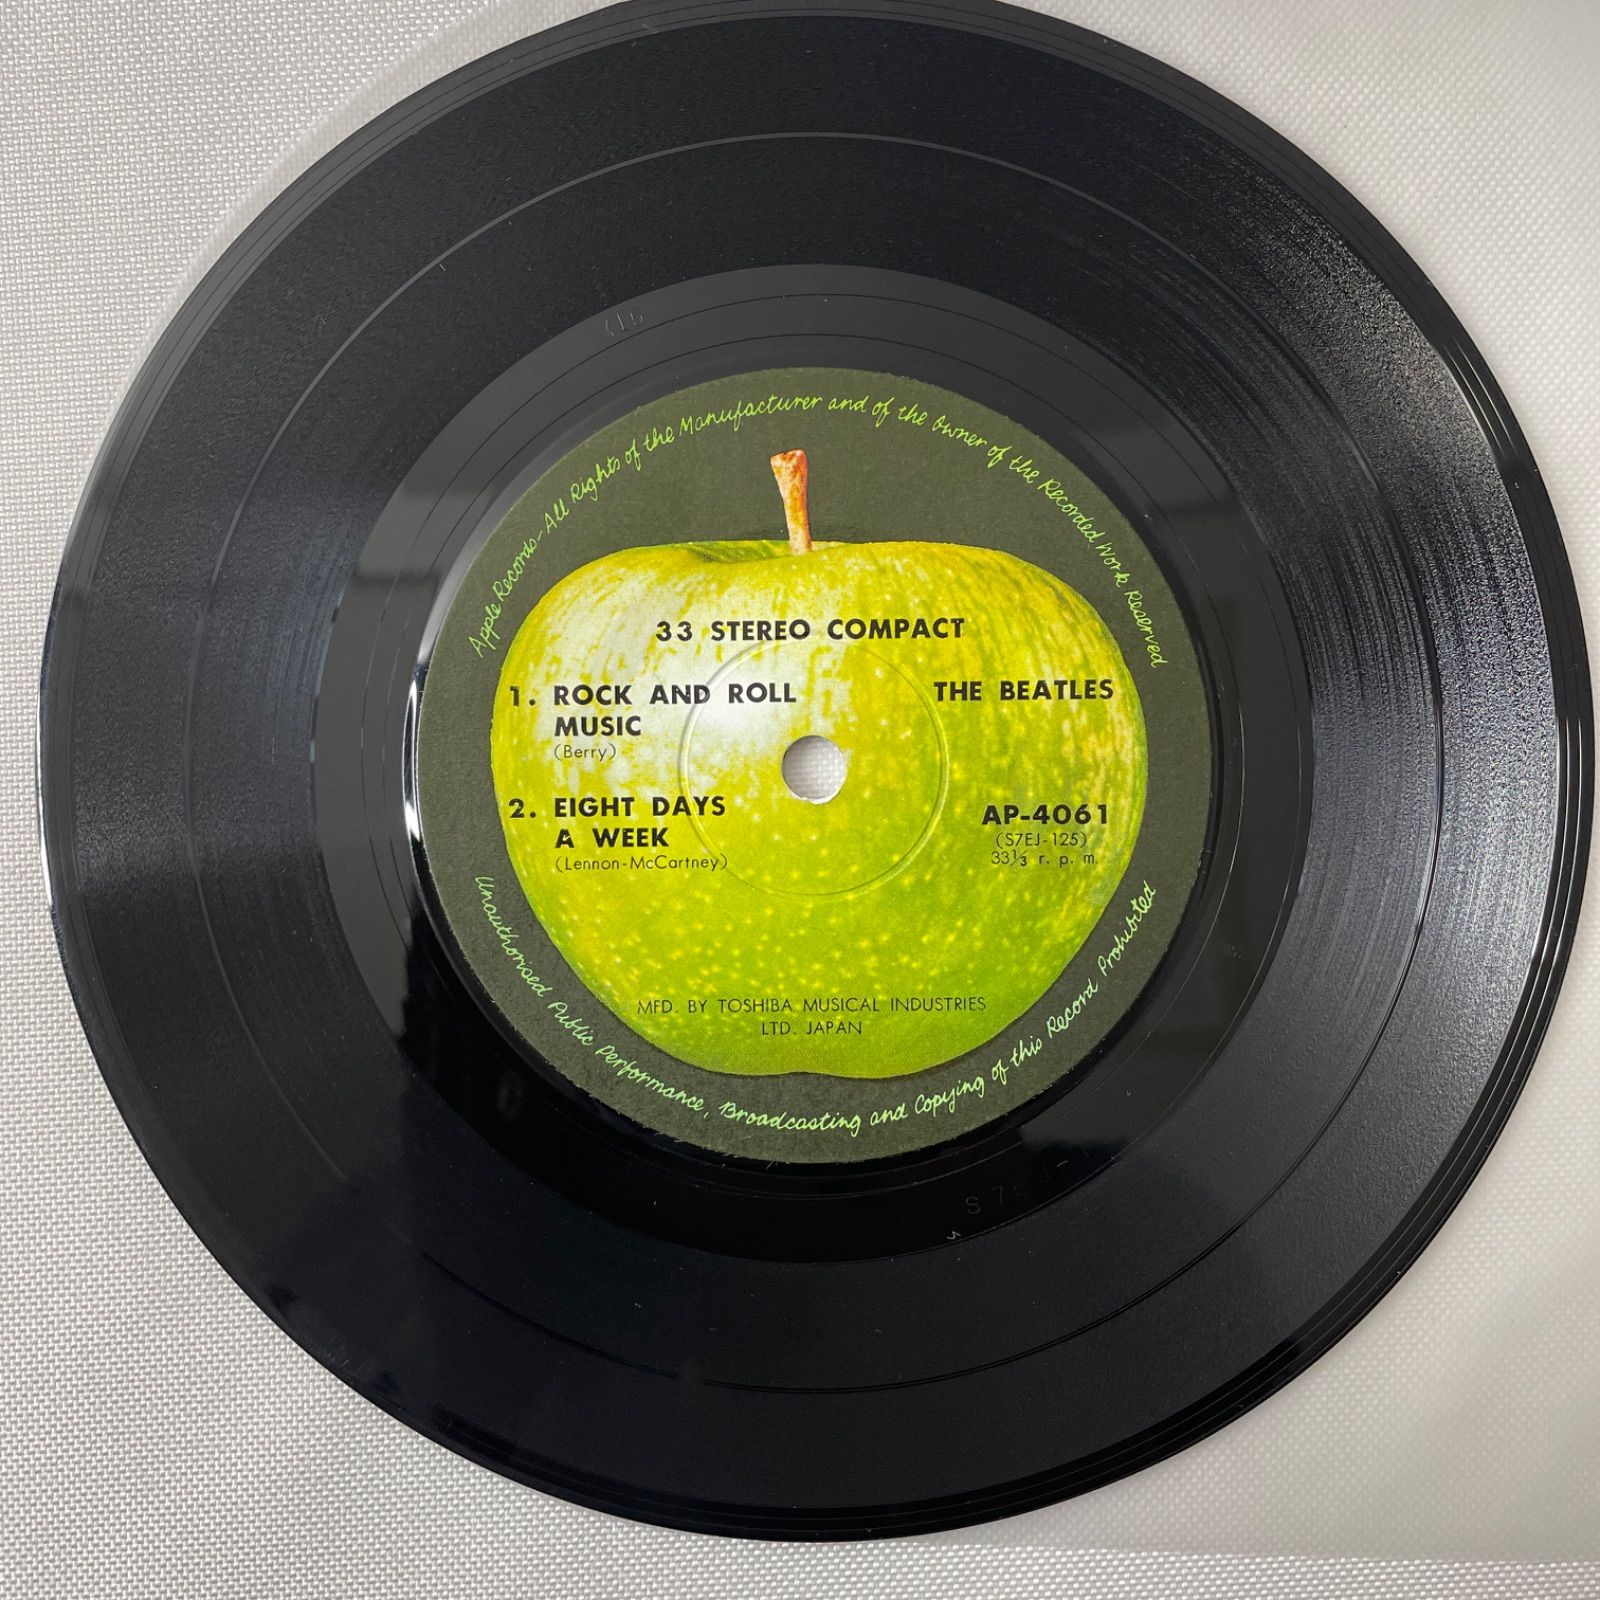 Apple Records-All Rights of the Manufacturer and of the Owner of the Recorded Work Reserved
33 STEREO COMPACT
1. ROCK AND ROLL
MUSIC
(Berry)
THE BEATLES
2. EIGHT DAYS
A WEEK
(Lennon-McCartney)
AP-4061
(S7EJ-125)
33⅓ r. p. m.
MFD. BY TOSHIBA MUSICAL INDUSTRIES
LTD. JAPAN
Unauthorised Public Performance, Broadcasting and Copying of this Record Prohibited
S7EJ-